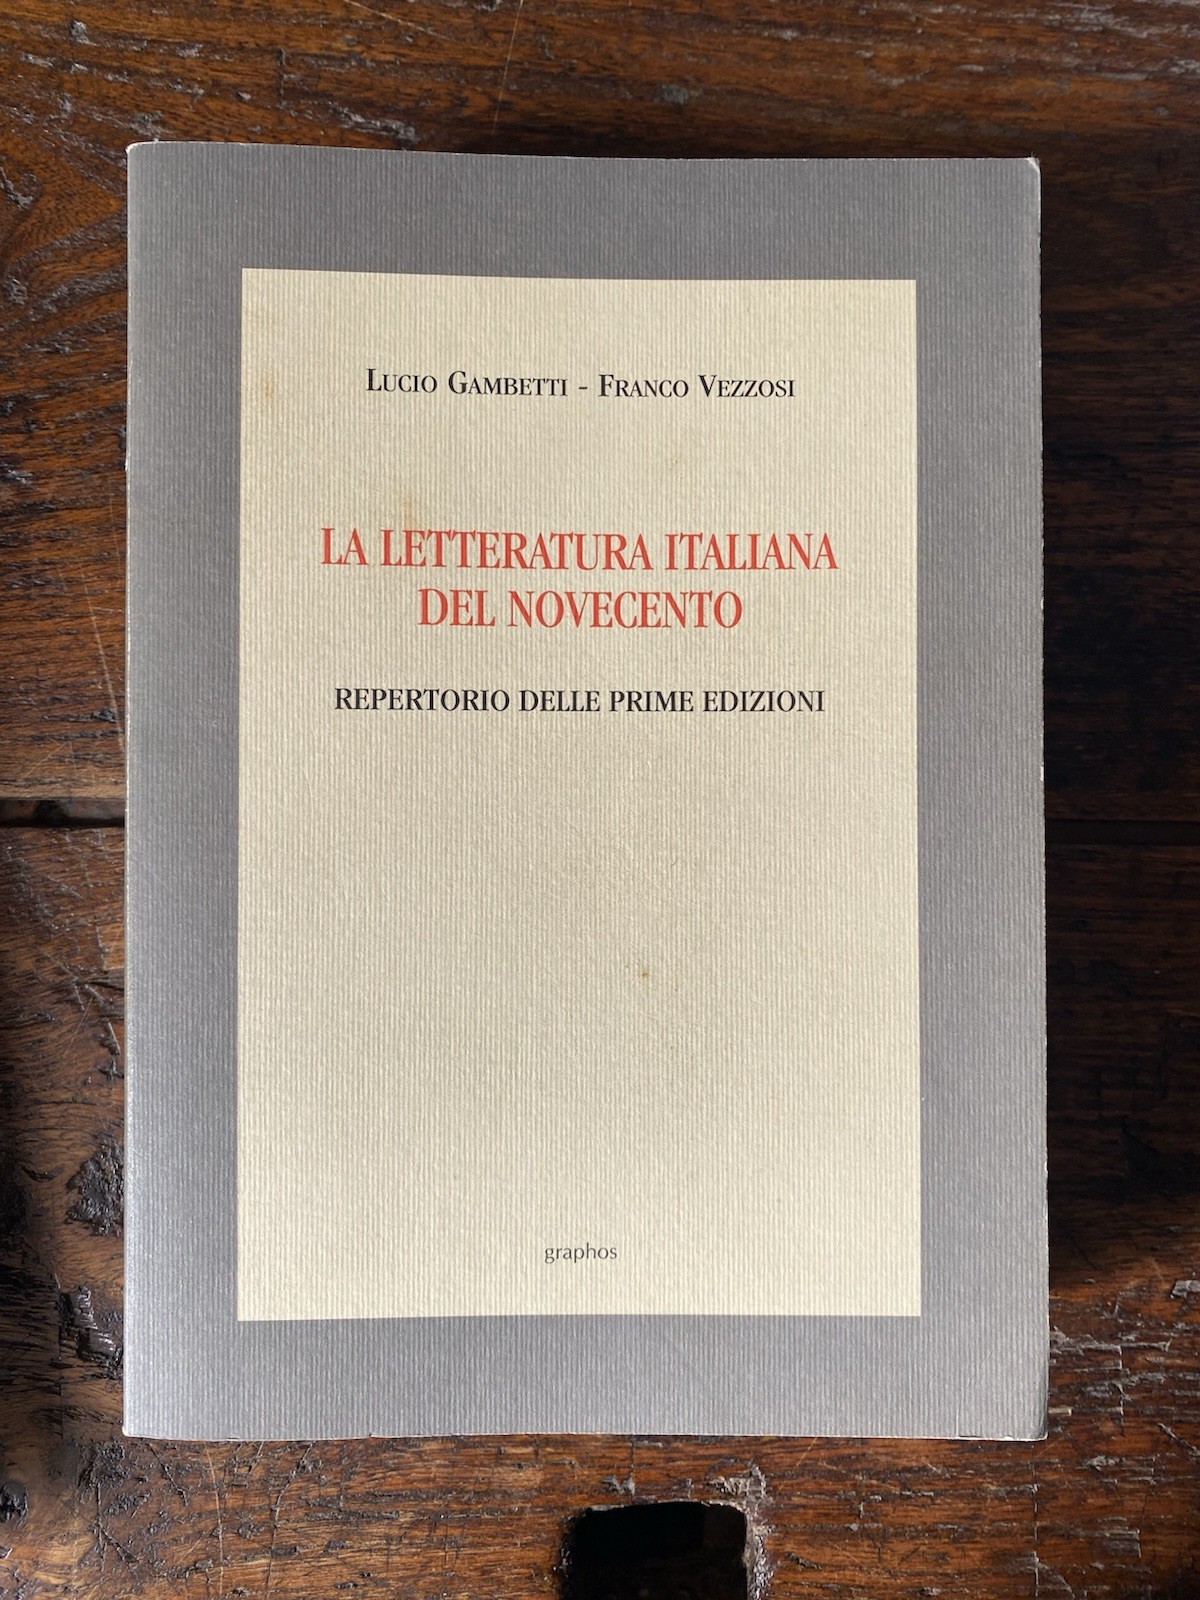 Lucio Gambetti - Franco Vezzosi
LA LETTERATURA ITALIANA
DEL NOVECENTO
REPERTORIO DELLE PRIME EDIZIONI
graphos